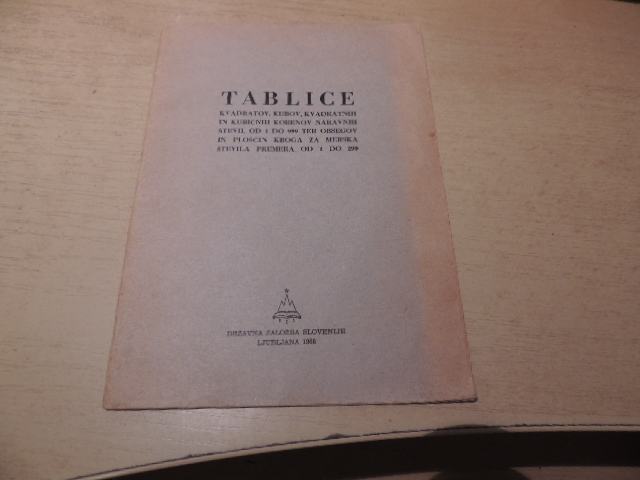 TABLICE
KVADRATOV, KUBOV, KVADRATNIH
IN KUBIČNIH KORENOV NARAVNIH
ŠTEVIL OD 1 DO 999 TER OBSEGOV
IN PLOŠČIN KROGA ZA MERSKA
ŠTEVILA PREMERA OD 1 DO
DRŽAVNA ZALOŽBA SLOVENIJE
LJUBLJANA